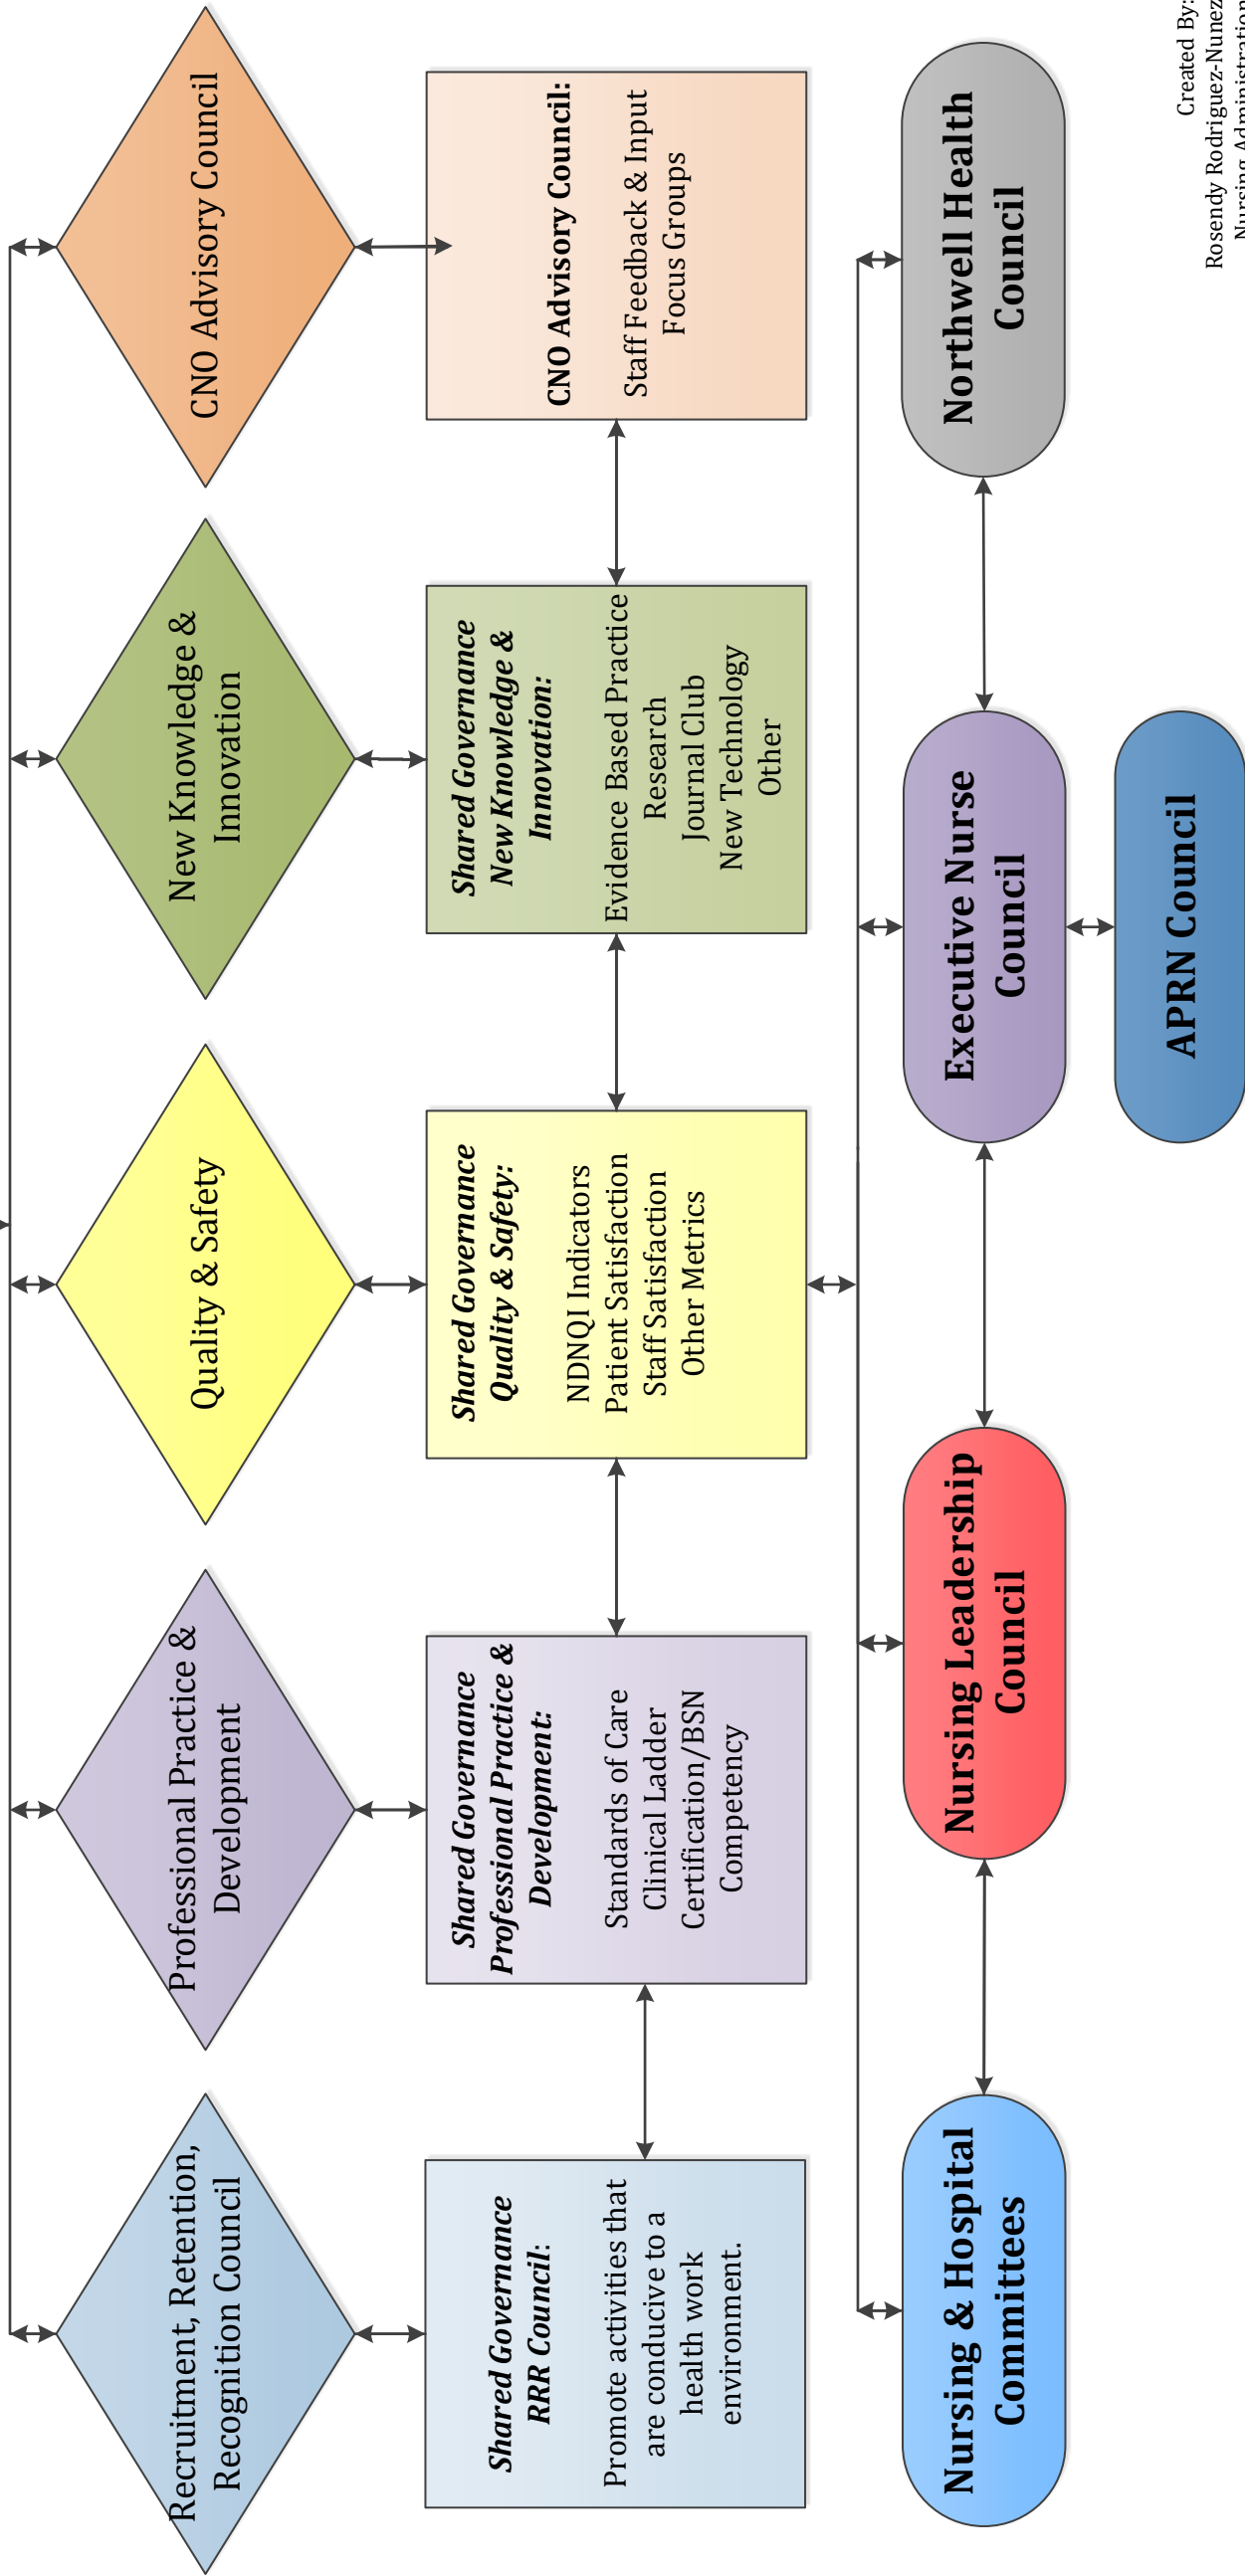 Recruitment, Retention,
Recognition Council
Professional Practice &
Development
Quality & Safety
New Knowledge &
Innovation
CNO Advisory Council
Shared Governance
RRR Council:
Promote activities that
are conducive to a
health work
environment.
Shared Governance
Professional Practice &
Development:
Standards of Care
Clinical Ladder
Certification/BSN
Competency
Shared Governance
Quality & Safety:
NDNQI Indicators
Patient Satisfaction
Staff Satisfaction
Other Metrics
Shared Governance
New Knowledge &
Innovation:
Evidence Based Practice
Research
Journal Club
New Technology
Other
CNO Advisory Council:
Staff Feedback & Input
Focus Groups
Nursing & Hospital
Committees
Nursing Leadership
Council
Executive Nurse
Council
Northwell Health
Council
APRN Council
Created By:
Rosendy Rodriguez-Nunez
Nursing Administration